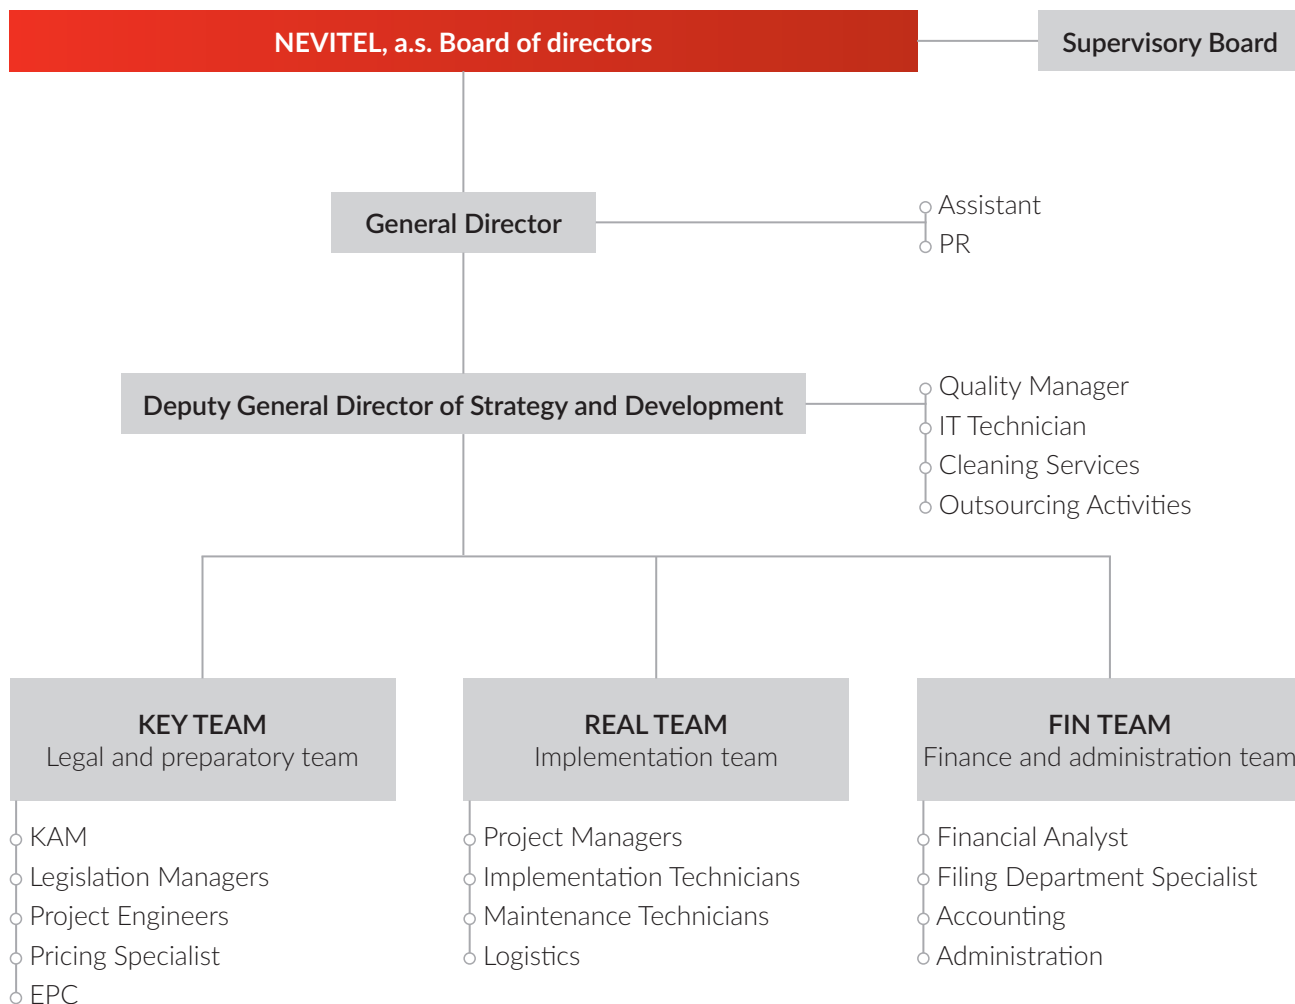 NEVITEL, a.s. Board of directors
Supervisory Board
General Director
Assistant
PR
Deputy General Director of Strategy and Development
Quality Manager
IT Technician
Cleaning Services
Outsourcing Activities
KEY TEAM
Legal and preparatory team
KAM
Legislation Managers
Project Engineers
Pricing Specialist
EPC
REAL TEAM
Implementation team
Project Managers
Implementation Technicians
Maintenance Technicians
Logistics
FIN TEAM
Finance and administration team
Financial Analyst
Filing Department Specialist
Accounting
Administration